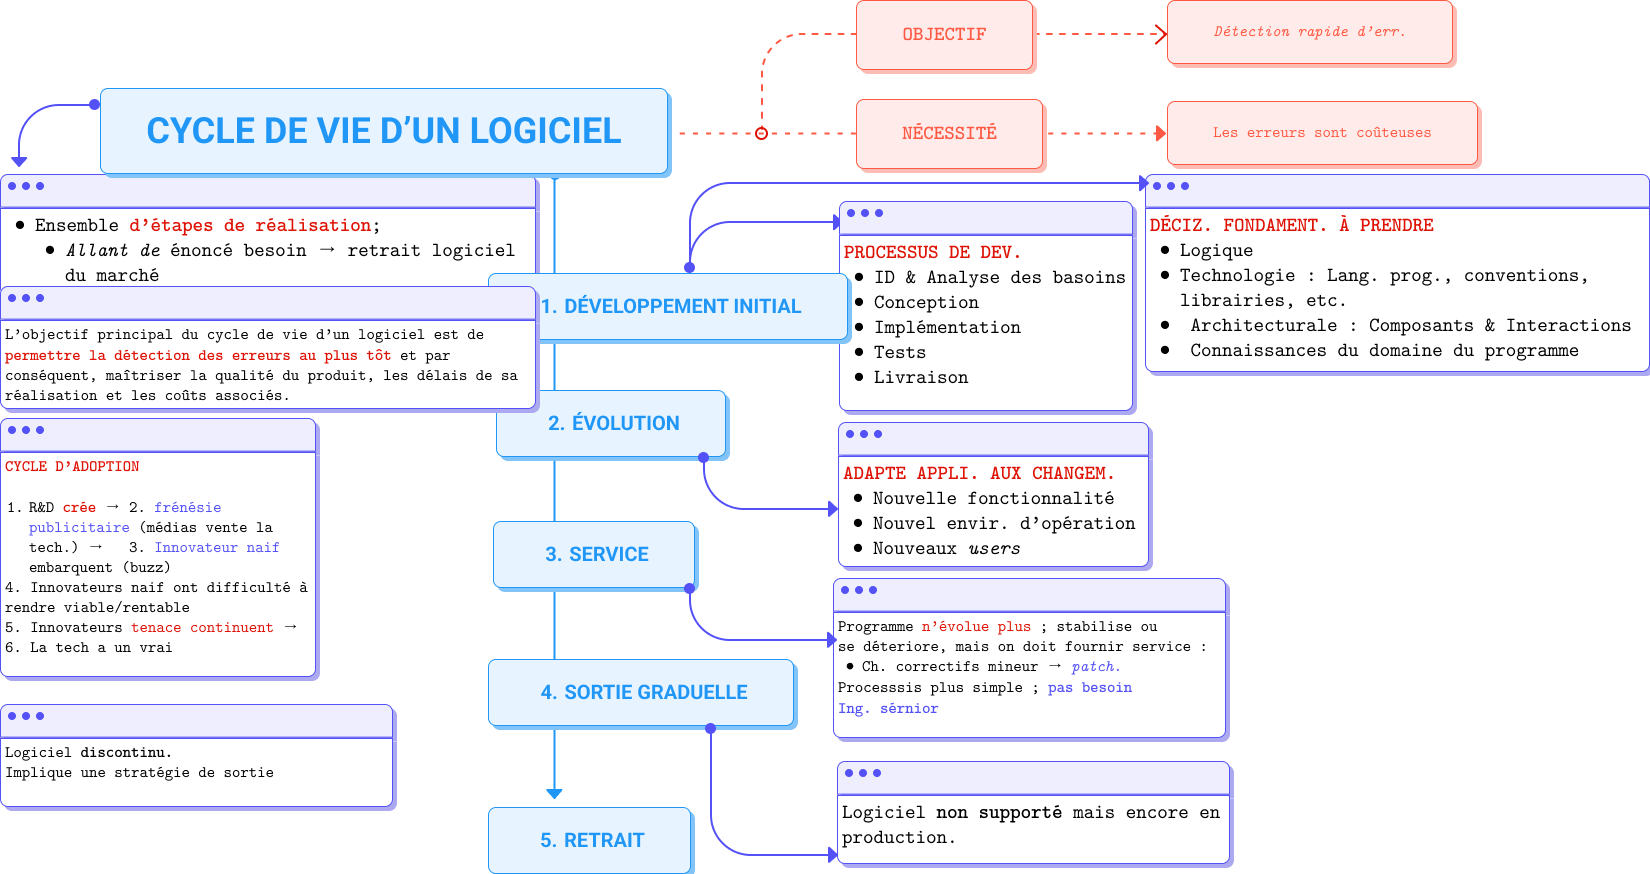 OBJECTIF
Détection rapide d'err.
CYCLE DE VIE D'UN LOGICIEL
NÉCESSITÉ
Les erreurs sont coûteuses
• Ensemble d'étapes de réalisation;
• Allant de énoncé besoin → retrait logiciel
du marché
L'objectif principal du cycle de vie d'un logiciel est de
permettre la détection des erreurs au plus tôt et par
conséquent, maîtriser la qualité du produit, les délais de sa
réalisation et les coûts associés.
1. DÉVELOPPEMENT INITIAL
PROCESSUS DE DEV.
• ID & Analyse des basoins
• Conception
• Implémentation
• Tests
• Livraison
DÉCIZ. FONDAMENT. À PRENDRE
• Logique
• Technologie : Lang. prog., conventions,
librairies, etc.
• Architecturale : Composants & Interactions
• Connaissances du domaine du programme
2. ÉVOLUTION
ADAPTE APPLI. AUX CHANGEM.
• Nouvelle fonctionnalité
• Nouvel envir. d'opération
• Nouveaux users
CYCLE D'ADOPTION
1. R&D crée → 2. frénésie
publicitaire (médias vente la
tech.) → 3. Innovateur naif
embarquent (buzz)
4. Innovateurs naif ont difficulté à
rendre viable/rentable
5. Innovateurs tenace continuent →
6. La tech a un vrai
3. SERVICE
Programme n'évolue plus ; stabilise ou
se déteriore, mais on doit fournir service :
• Ch. correctifs mineur → patch.
Processsis plus simple ; pas besoin
Ing. sérnior
4. SORTIE GRADUELLE
Logiciel non supporté mais encore en
production.
Logiciel discontinu.
Implique une stratégie de sortie
5. RETRAIT